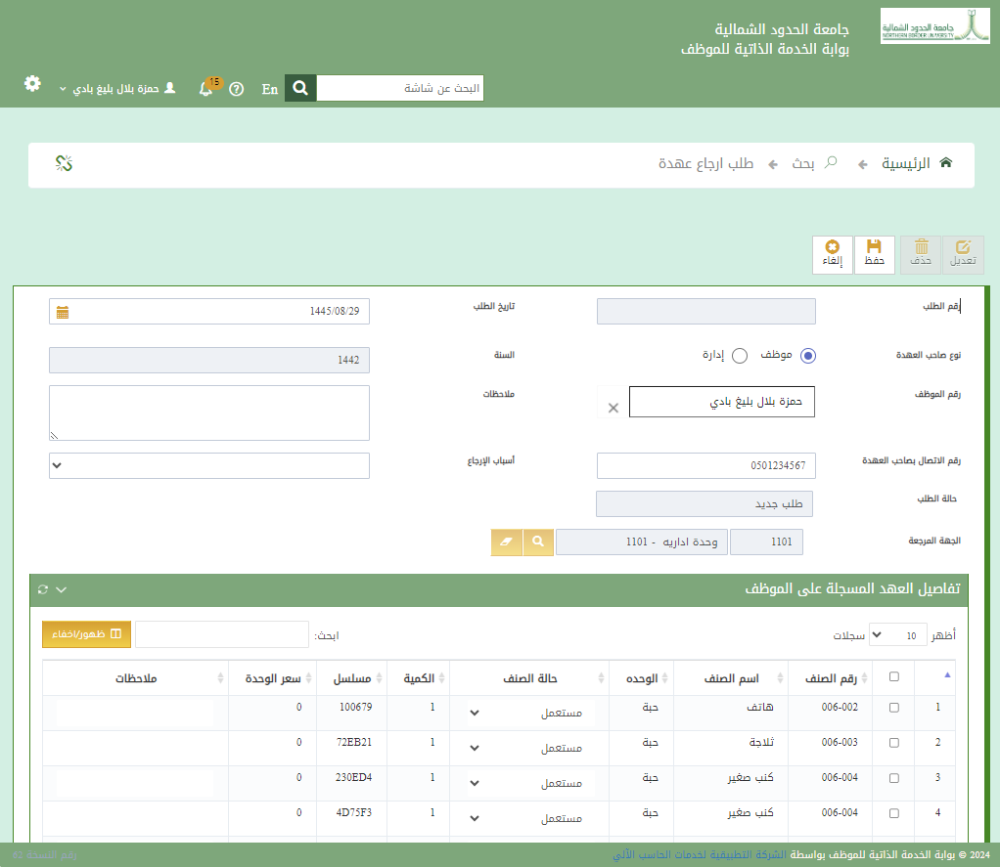 جامعة الحدود الشمالية
NORTHERN BORDER UNIVERSITY
جامعة الحدود الشمالية
بوابة الخدمة الذاتية للموظف
البحث عن شاشة
En
15
حمزة بلال بليغ بادي
الرئيسية
بحث
طلب ارجاع عهدة
تعديل
حذف
حفظ
إلغاء
رقم الطلب
تاريخ الطلب
1445/08/29
نوع صاحب العهدة
موظف
إدارة
السنة
1442
رقم الموظف
حمزة بلال بليغ بادي
ملاحظات
رقم الاتصال بصاحب العهدة
0501234567
أسباب الإرجاع
حالة الطلب
طلب جديد
الجهة المرجعة
1101
وحدة اداريه - 1101
تفاصيل العهد المسجلة على الموظف
أظهر 10 سجلات
ابحث:
ظهور/اخفاء
رقم الصنف اسم الصنف الوحده حالة الصنف الكمية مسلسل سعر الوحدة ملاحظات
1 006-002 هاتف حبة مستعمل 1 100679 0
2 006-003 ثلاجة حبة مستعمل 1 72EB21 0
3 006-004 كنب صغير حبة مستعمل 1 230ED4 0
4 006-004 كنب صغير حبة مستعمل 1 4D75F3 0
2024 © بوابة الخدمة الذاتية للموظف بواسطة الشركة التطبيقية لخدمات الحاسب الآلي
رقم النسخة 62